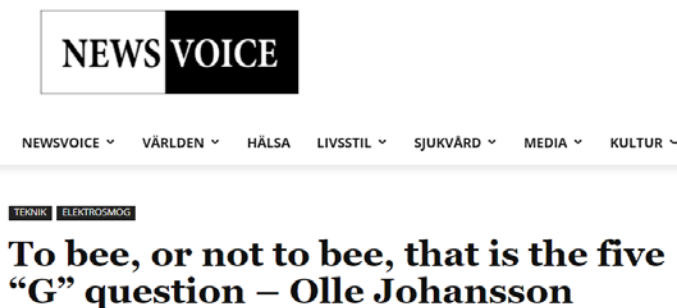 NEWS VOICE
NEWSVOICE VÄRLDEN HÄLSA LIVSSTIL SJUKVÅRD MEDIA KULTUR
TEKNIK ELEKTROSMOG
To bee, or not to bee, that is the five
“G” question – Olle Johansson